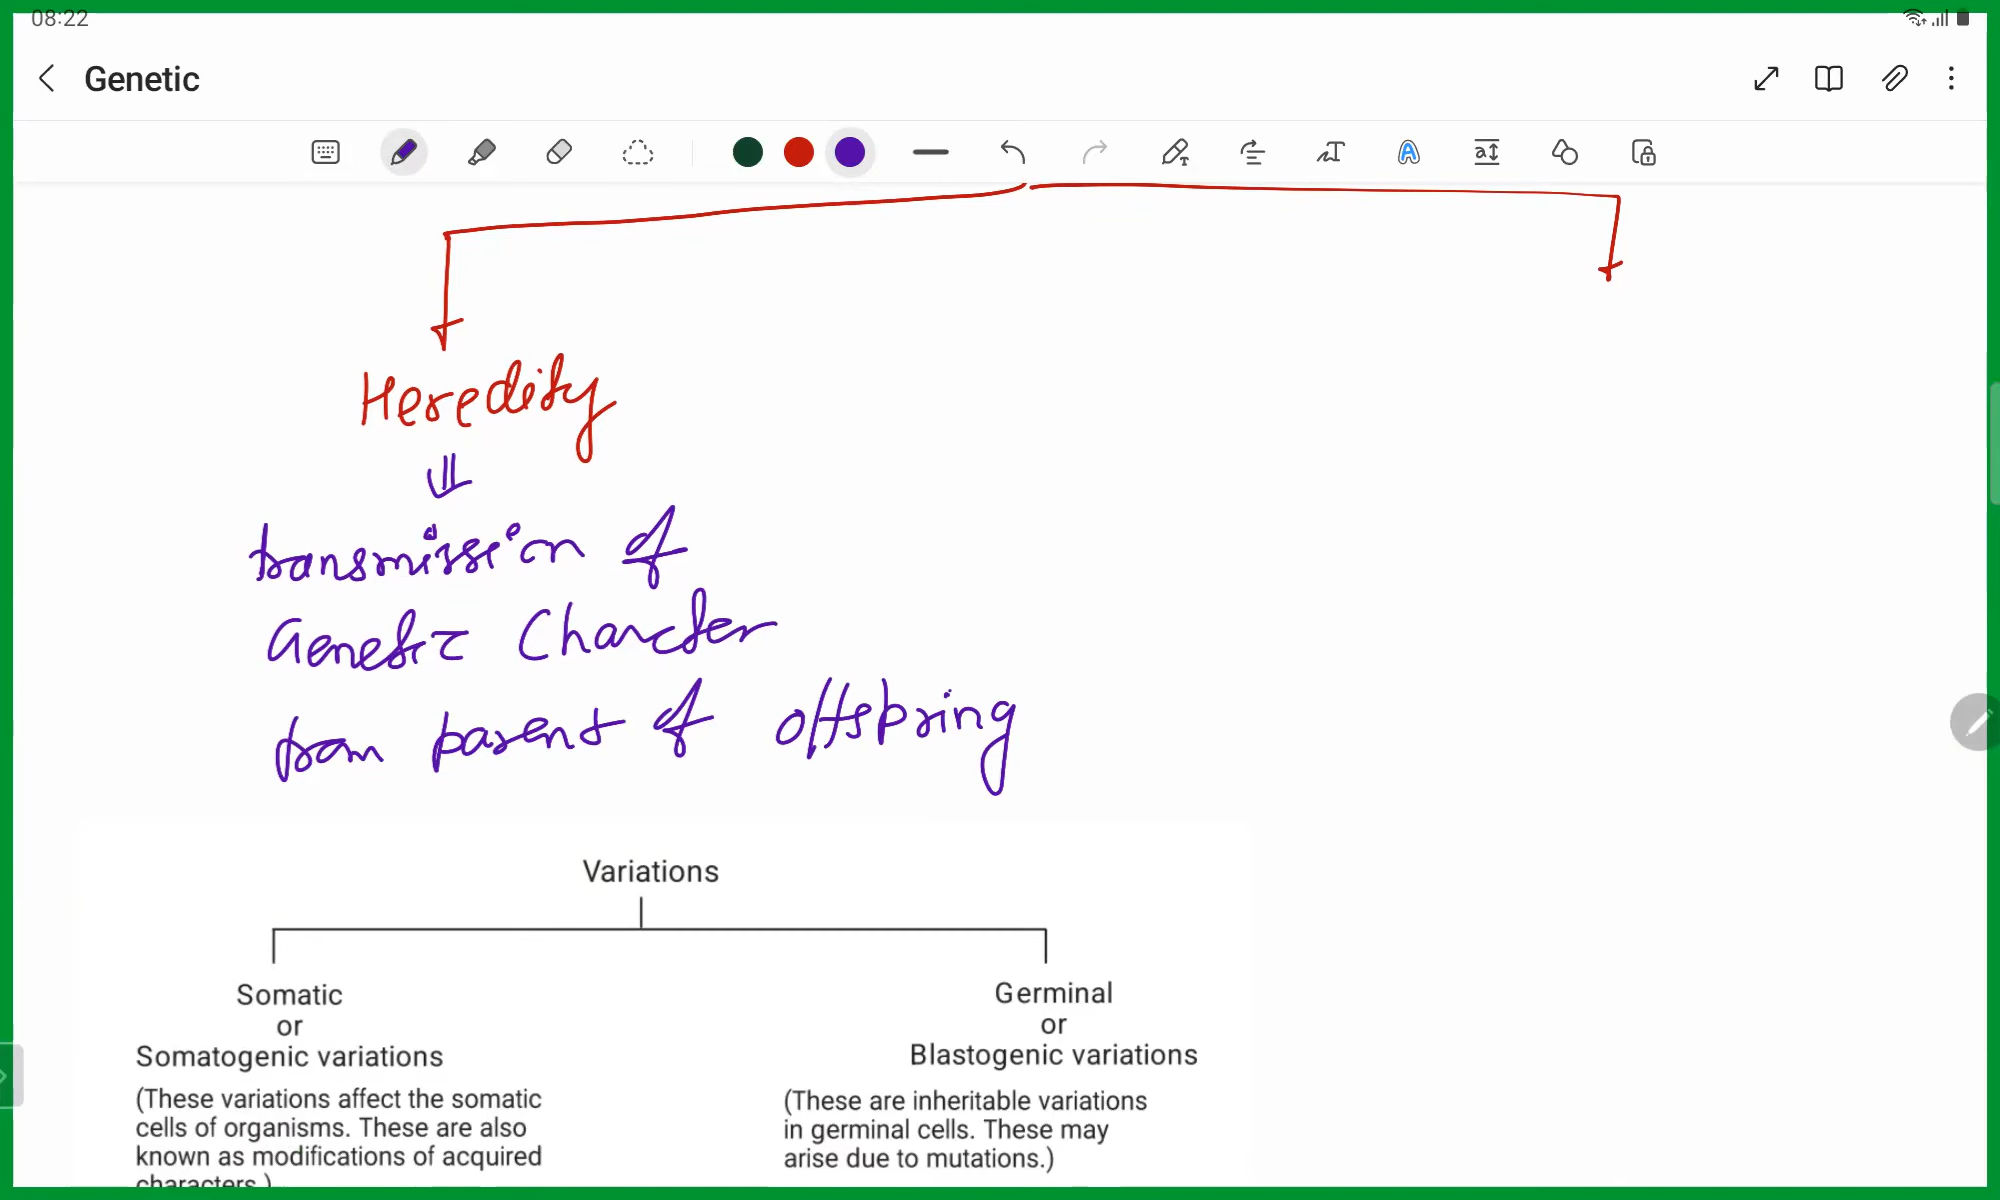 08:22
Genetic
Heredity
transmission of
Genetic Charcter
from parent of offspring
Variations
Somatic
or
Somatogenic variations
(These variations affect the somatic
cells of organisms. These are also
known as modifications of acquired
characters.)
Germinal
or
Blastogenic variations
(These are inheritable variations
in germinal cells. These may
arise due to mutations.)